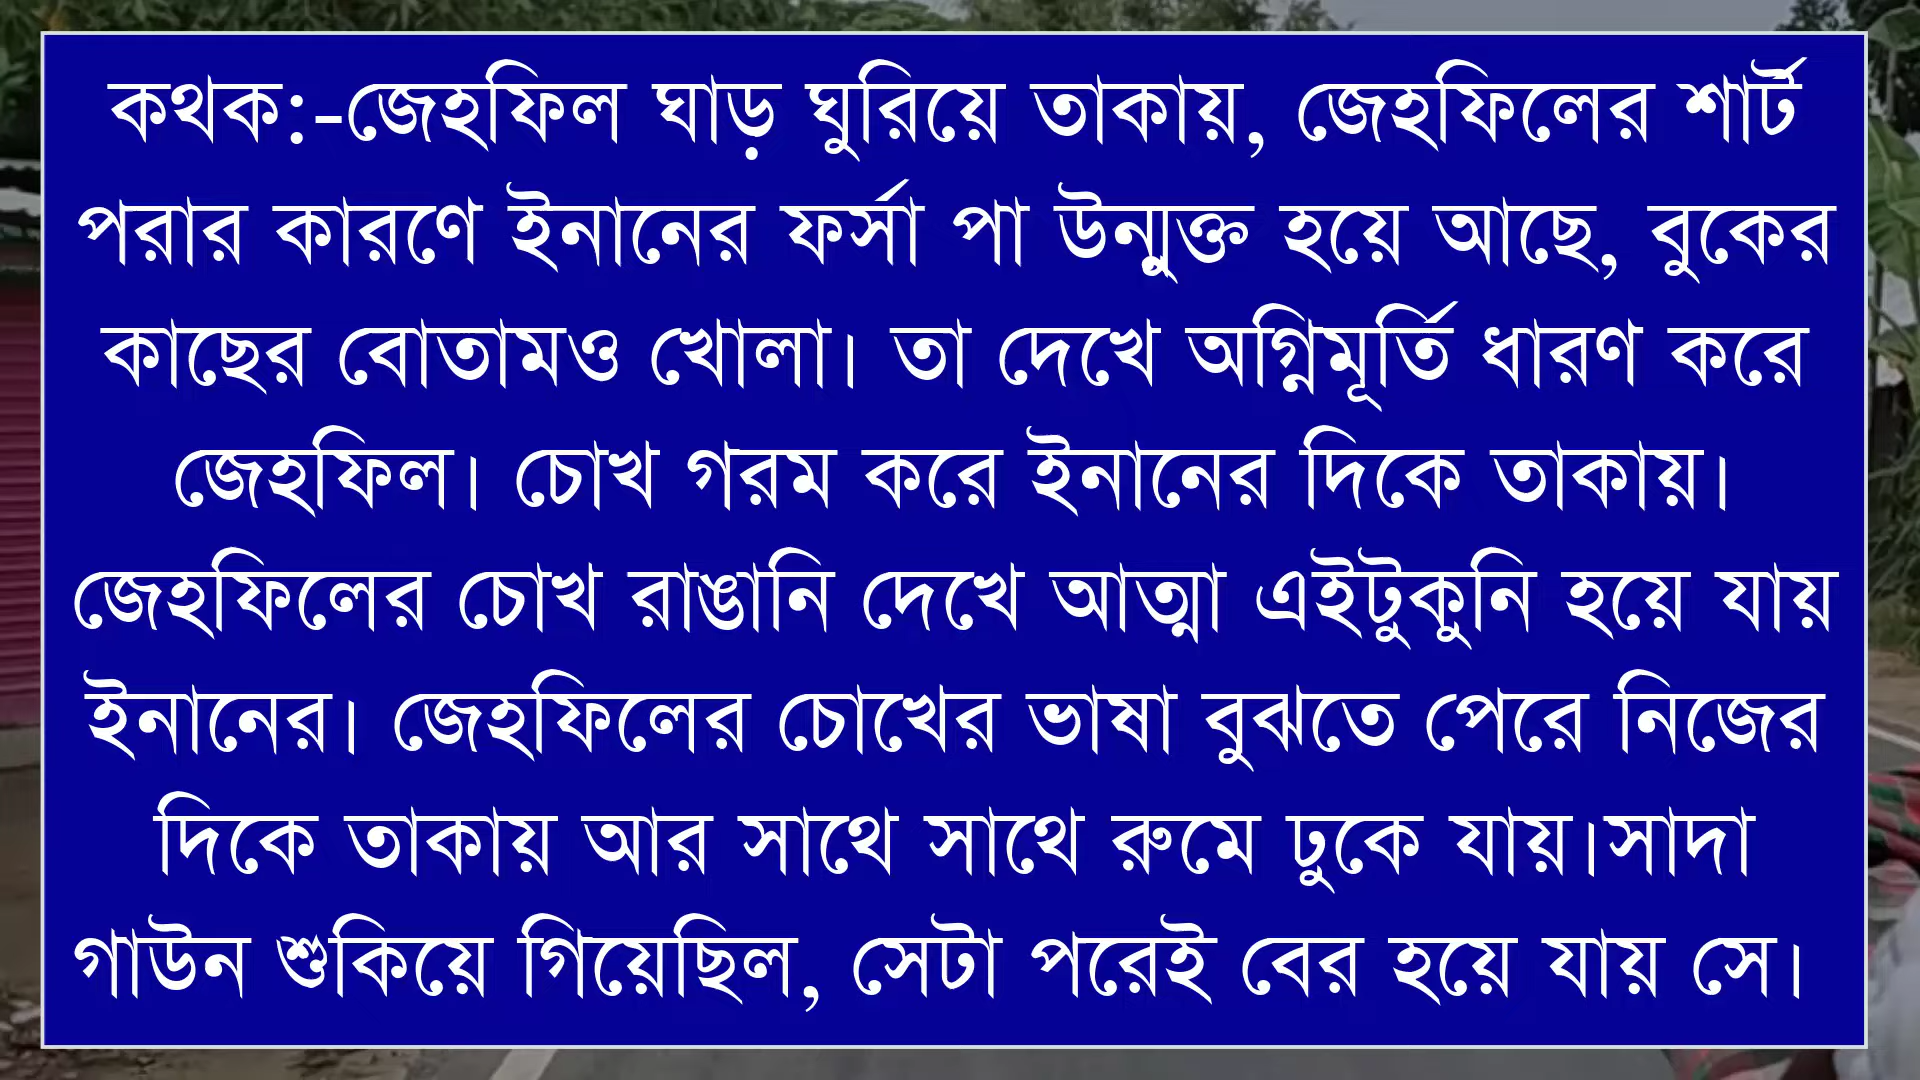 কথক:-জেহফিল ঘাড় ঘুরিয়ে তাকায়, জেহফিলের শার্ট
পরার কারণে ইনানের ফর্সা পা উন্মুক্ত হয়ে আছে, বুকের
কাছের বোতামও খোলা। তা দেখে অগ্নিমূর্তি ধারণ করে
জেহফিল। চোখ গরম করে ইনানের দিকে তাকায়।
জেহফিলের চোখ রাঙানি দেখে আত্মা এইটুকুনি হয়ে যায়
ইনানের। জেহফিলের চোখের ভাষা বুঝতে পেরে নিজের
দিকে তাকায় আর সাথে সাথে রুমে ঢুকে যায়।সাদা
গাউন শুকিয়ে গিয়েছিল, সেটা পরেই বের হয়ে যায় সে।